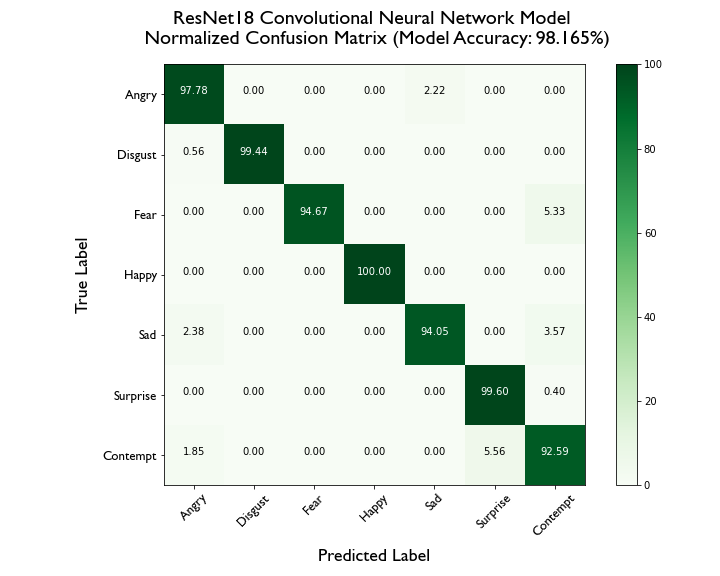 ResNet18 Convolutional Neural Network Model
Normalized Confusion Matrix (Model Accuracy: 98.165%)
True Label
Angry 97.78 0.00 0.00 0.00 2.22 0.00 0.00
Disgust 0.56 99.44 0.00 0.00 0.00 0.00 0.00
Fear 0.00 0.00 94.67 0.00 0.00 0.00 5.33
Happy 0.00 0.00 0.00 100.00 0.00 0.00 0.00
Sad 2.38 0.00 0.00 0.00 94.05 0.00 3.57
Surprise 0.00 0.00 0.00 0.00 0.00 99.60 0.40
Contempt 1.85 0.00 0.00 0.00 0.00 5.56 92.59
Angry Disgust Fear Happy Sad Surprise Contempt
Predicted Label
100
80
60
40
20
0